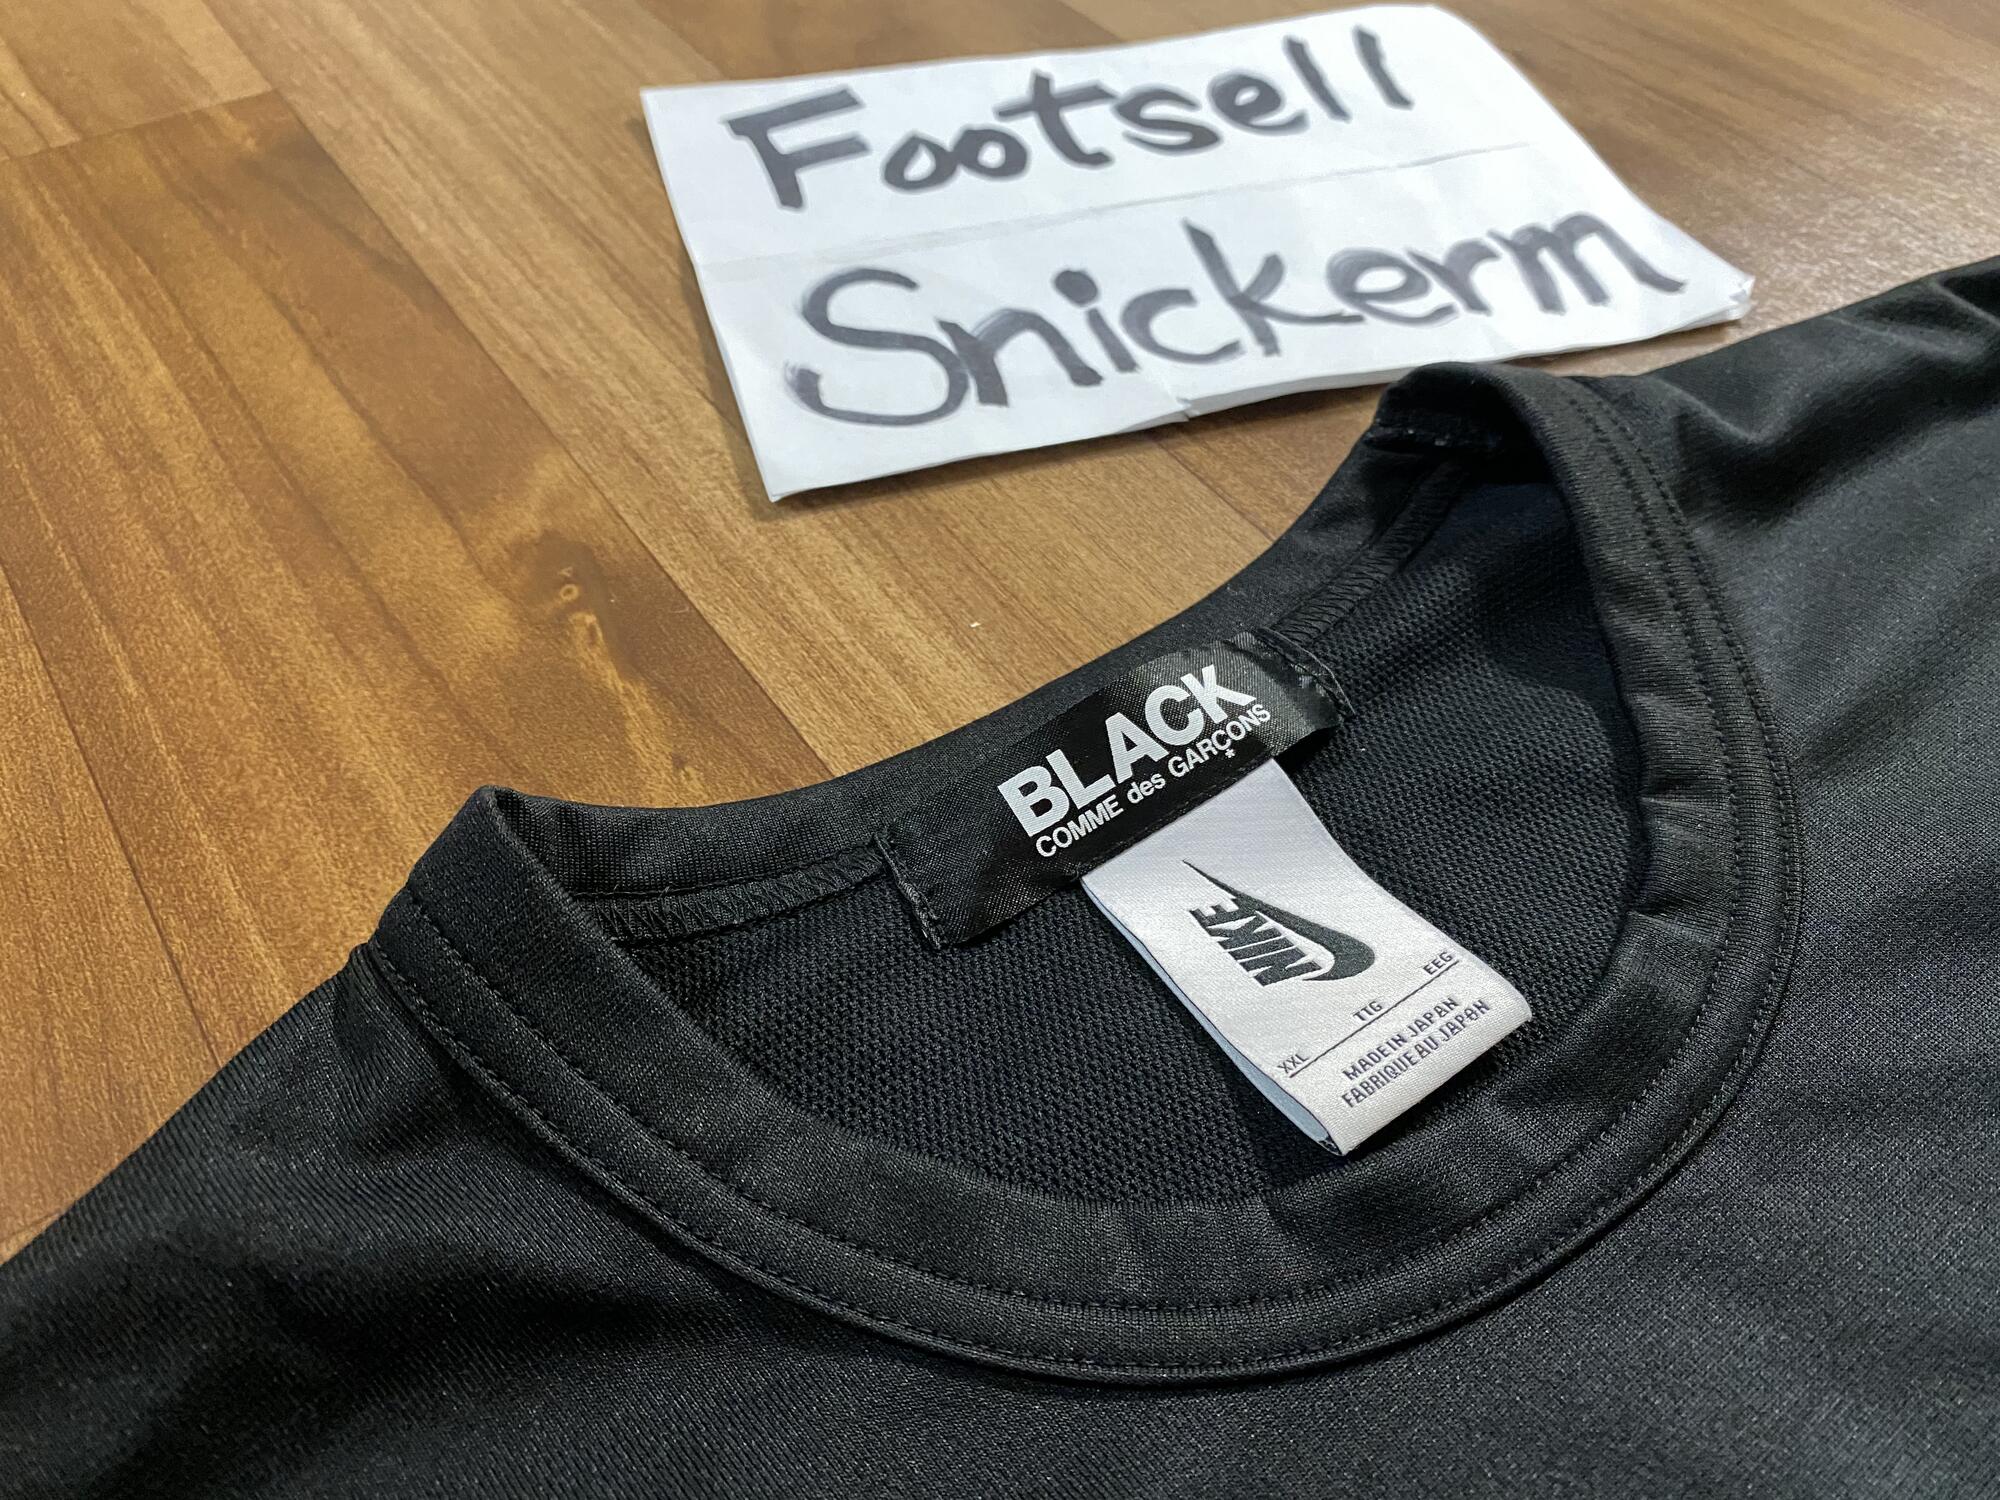 Footsell
Snickerm
BLACK
COMME des GARÇONS
*
NIKE
XXL TTG EEG
MADE IN JAPAN
FABRIQUE AU JAPON